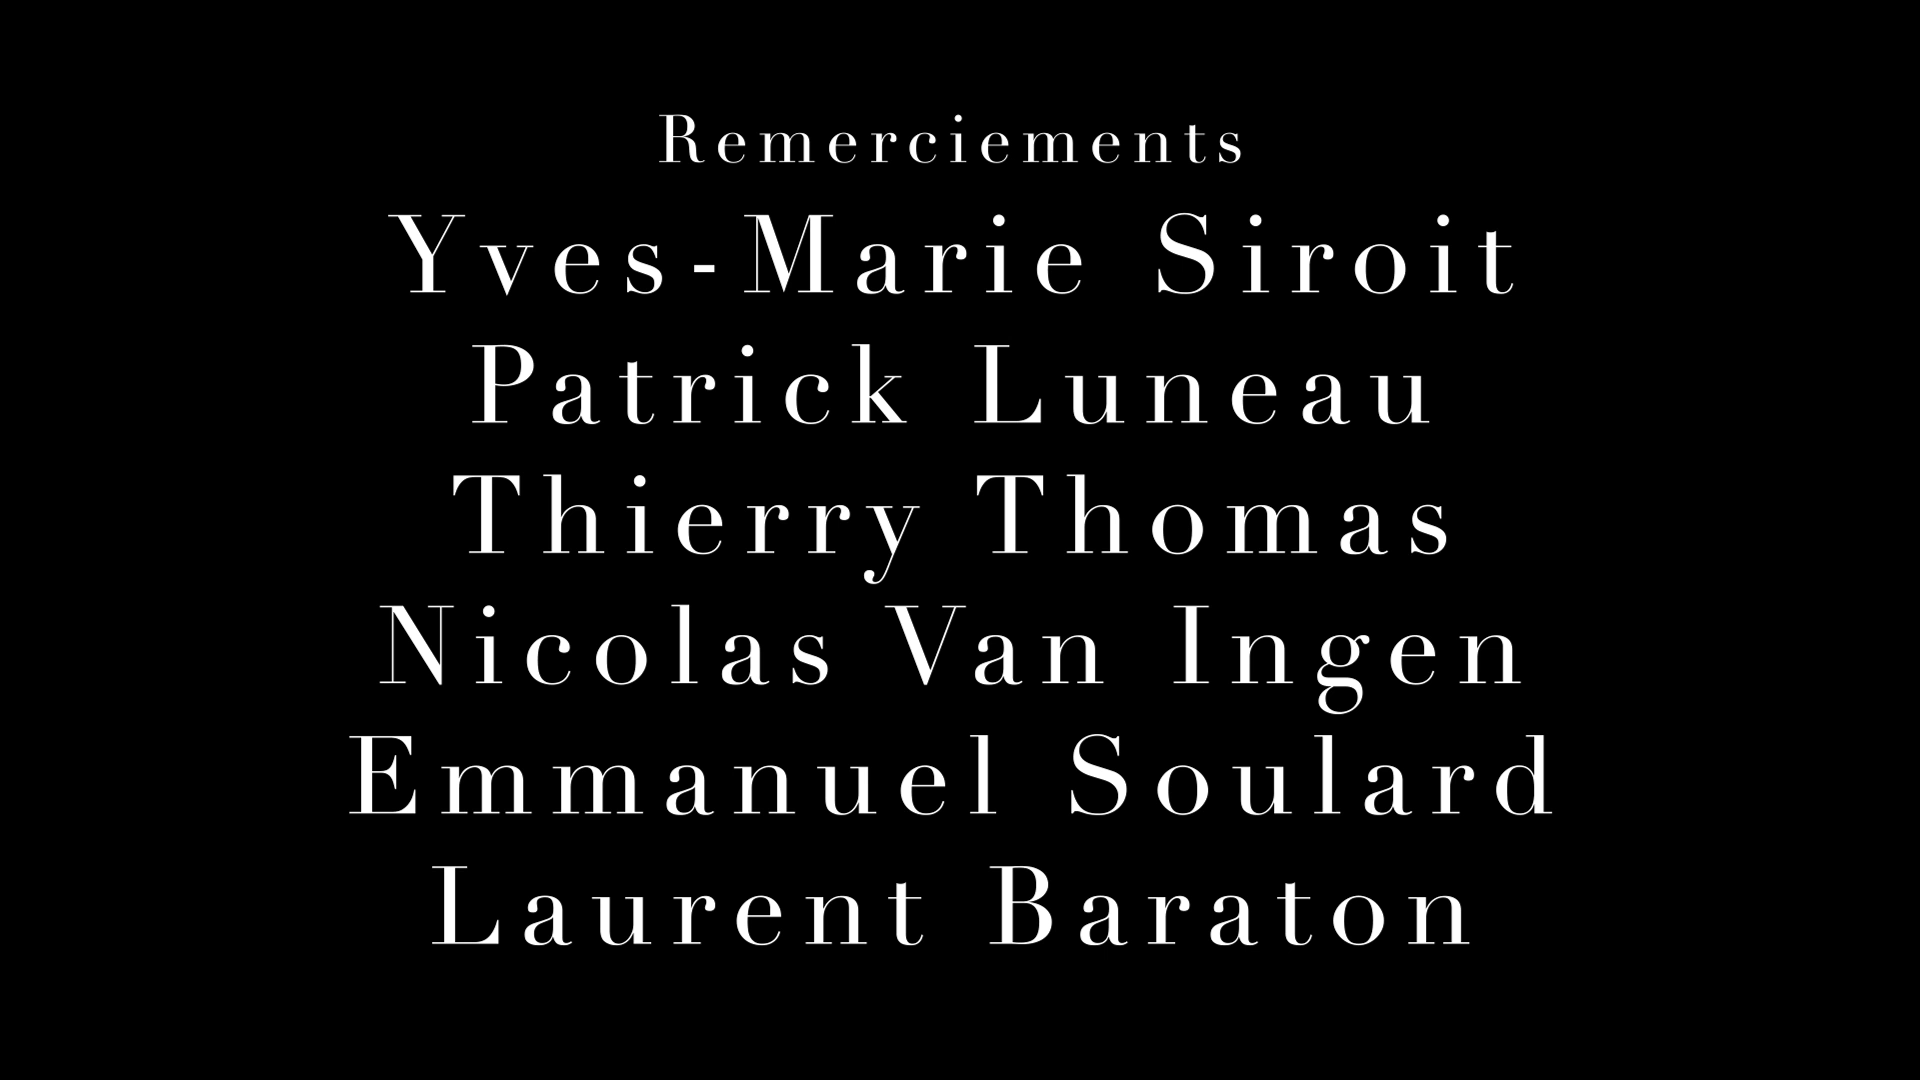 Remerciements
Yves-Marie Siroit
Patrick Luneau
Thierry Thomas
Nicolas Van Ingen
Emmanuel Soulard
Laurent Baraton